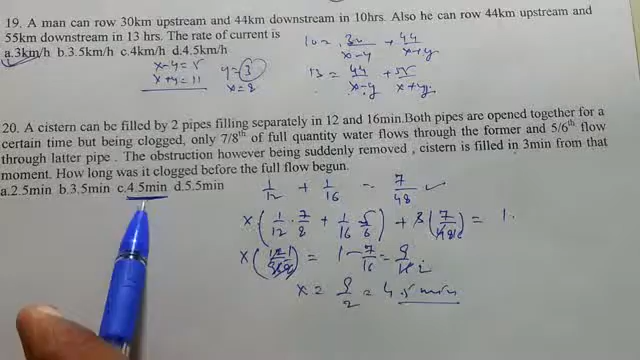 19. A man can row 30km upstream and 44km downstream in 10hrs. Also he can row 44km upstream and
55km downstream in 13 hrs. The rate of current is
a.3km/h b.3.5km/h c.4km/h d.4.5km/h
10 = 30/x-y + 44/x+y
x-y = 5
x+y = 11
y = 3
x = 8
13 = 44/x-y + 55/x+y
20. A cistern can be filled by 2 pipes filling separately in 12 and 16min.Both pipes are opened together for a
certain time but being clogged, only 7/8th of full quantity water flows through the former and 5/6th flow
through latter pipe . The obstruction however being suddenly removed , cistern is filled in 3min from that
moment. How long was it clogged before the full flow begun.
a.2.5min b.3.5min c.4.5min d.5.5min
1/12 + 1/16 = 7/48 ✓
x(1/12 . 7/8 + 1/16 5/6) + 3(7/48) = 1
= 1 - 7/16 = 9/16
x = 9/2 = 4.5 min